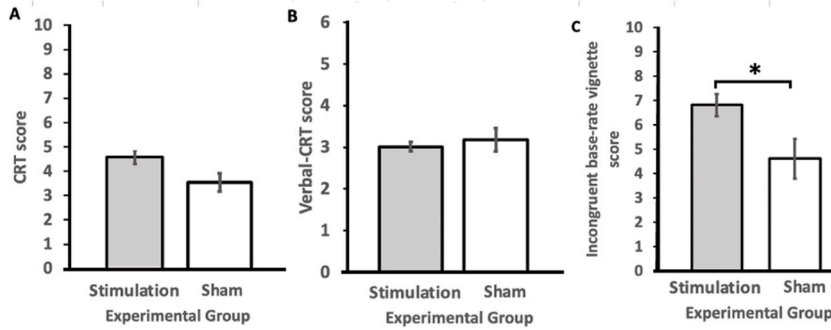 A
CRT score
10
9
8
7
6
5
4
3
2
1
0
Stimulation Sham
Experimental Group
B
Verbal-CRT score
6
5
4
3
2
1
0
Stimulation Sham
Experimental Group
C
Incongruent base-rate vignette
score
10
9
8
7
6
5
4
3
2
1
0
*
Stimulation Sham
Experimental Group